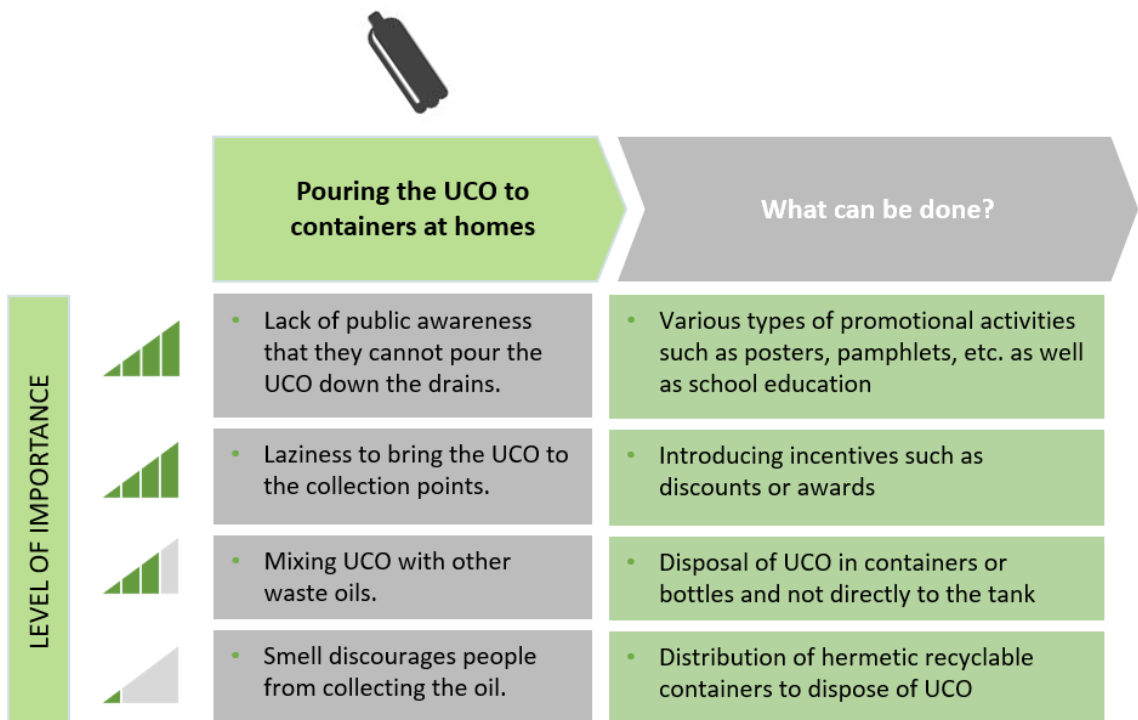 Pouring the UCO to
containers at homes
What can be done?
LEVEL OF IMPORTANCE
• Lack of public awareness
that they cannot pour the
UCO down the drains.
• Various types of promotional activities
such as posters, pamphlets, etc. as well
as school education
• Laziness to bring the UCO to
the collection points.
• Introducing incentives such as
discounts or awards
• Mixing UCO with other
waste oils.
• Disposal of UCO in containers or
bottles and not directly to the tank
• Smell discourages people
from collecting the oil.
• Distribution of hermetic recyclable
containers to dispose of UCO